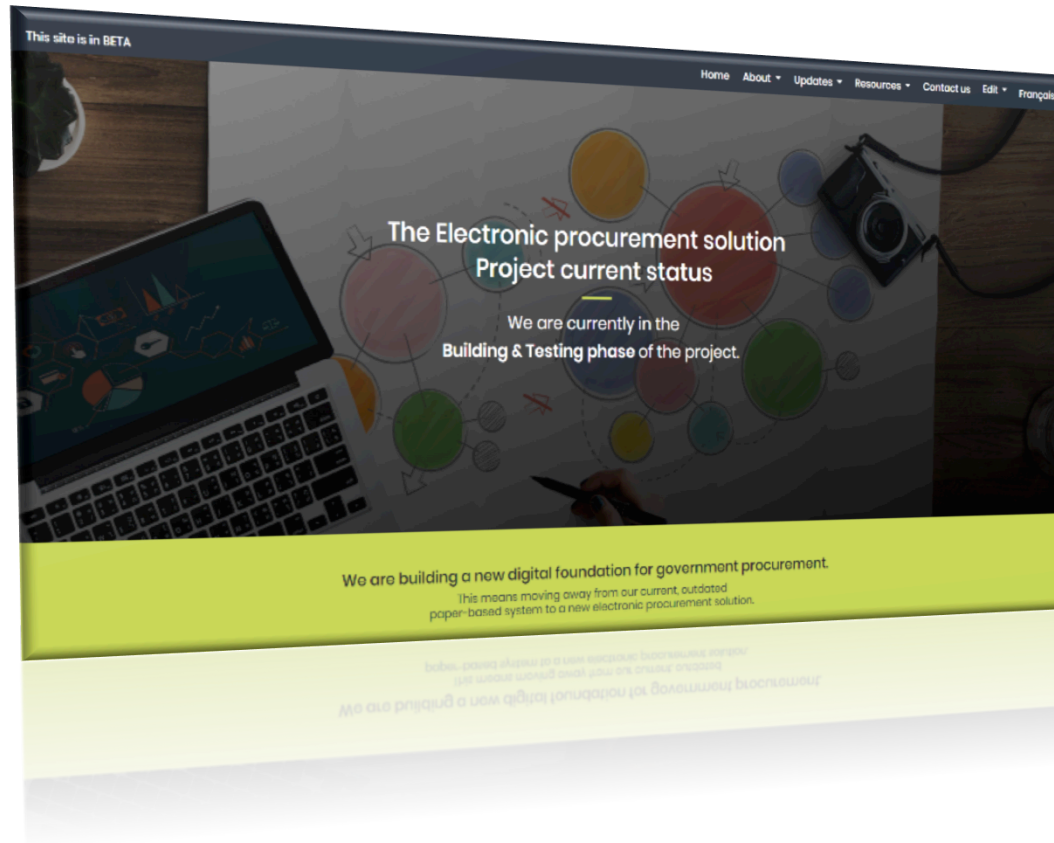 This site is in BETA
Home About Updates Resources Contact us Edit Français
The Electronic procurement solution
Project current status
We are currently in the
Building & Testing phase of the project.
We are building a new digital foundation for government procurement.
This means moving away from our current, outdated
paper-based system to a new electronic procurement solution.